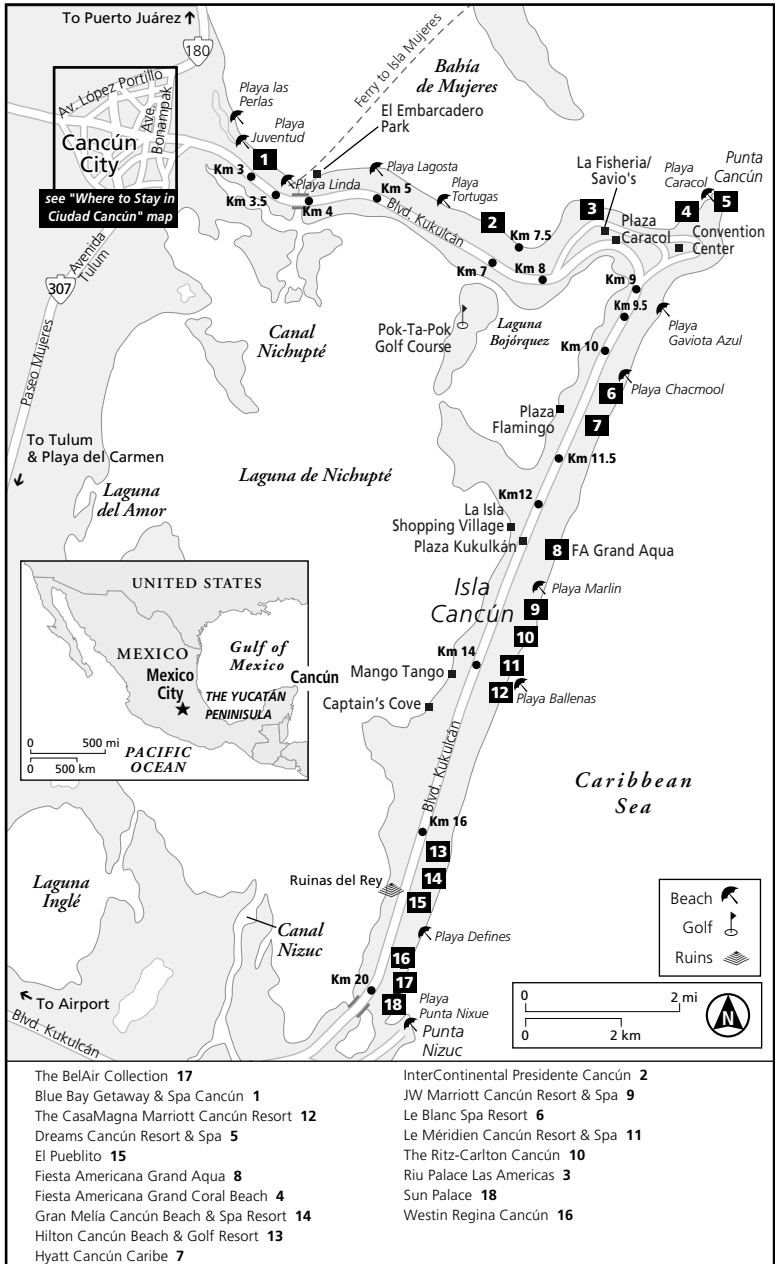 To Puerto Juárez
180
Av. López Portillo
Ave.
Bonampak
Cancún
City
see "Where to Stay in
Ciudad Cancún" map
Avenida
Tulum
307
Paseo Mujeres
To Tulum
& Playa del Carmen
Playa las
Perlas
Playa
Juventud
1
Km 3
Km 3.5
Playa Linda
Km 4
Ferry to Isla Mujeres
Bahía
de Mujeres
El Embarcadero
Park
Playa Lagosta
Km 5
Playa
Tortugas
Blvd. Kukulcán
2
Km 7.5
Km 7
Km 8
La Fisheria/
Savio's
3
Plaza
Caracol
Playa
Caracol
4
Punta
Cancún
5
Convention
Center
Km 9
Km 9.5
Playa
Gaviota Azul
Canal
Nichupté
Pok-Ta-Pok
Golf Course
Laguna
Bojórquez
Km 10
Playa Chacmool
6
Plaza
Flamingo
7
Km 11.5
Laguna de Nichupté
Laguna
del Amor
Km12
La Isla
Shopping Village
Plaza Kukulkán
8
FA Grand Aqua
Isla
Cancún
Playa Marlin
9
10
Km 14
11
Mango Tango
12
Playa Ballenas
Captain's Cove
UNITED STATES
MEXICO
Gulf of
Mexico
Mexico
City
Cancún
THE YUCATÁN
PENINISULA
0 500 mi
0 500 km
PACIFIC
OCEAN
Caribbean
Sea
Blvd. Kukulcán
Km 16
13
Ruinas del Rey
14
15
Laguna
Inglé
Canal
Nizuc
Playa Defines
16
Km 20
17
18
Playa
Punta Nixue
Punta
Nizuc
To Airport
Blvd. Kukulcán
Beach
Golf
Ruins
0 2 mi
0 2 km
N
The BelAir Collection 17
Blue Bay Getaway & Spa Cancún 1
The CasaMagna Marriott Cancún Resort 12
Dreams Cancún Resort & Spa 5
El Pueblito 15
Fiesta Americana Grand Aqua 8
Fiesta Americana Grand Coral Beach 4
Gran Melía Cancún Beach & Spa Resort 14
Hilton Cancún Beach & Golf Resort 13
Hyatt Cancún Caribe 7
InterContinental Presidente Cancún 2
JW Marriott Cancún Resort & Spa 9
Le Blanc Spa Resort 6
Le Méridien Cancún Resort & Spa 11
The Ritz-Carlton Cancún 10
Riu Palace Las Americas 3
Sun Palace 18
Westin Regina Cancún 16